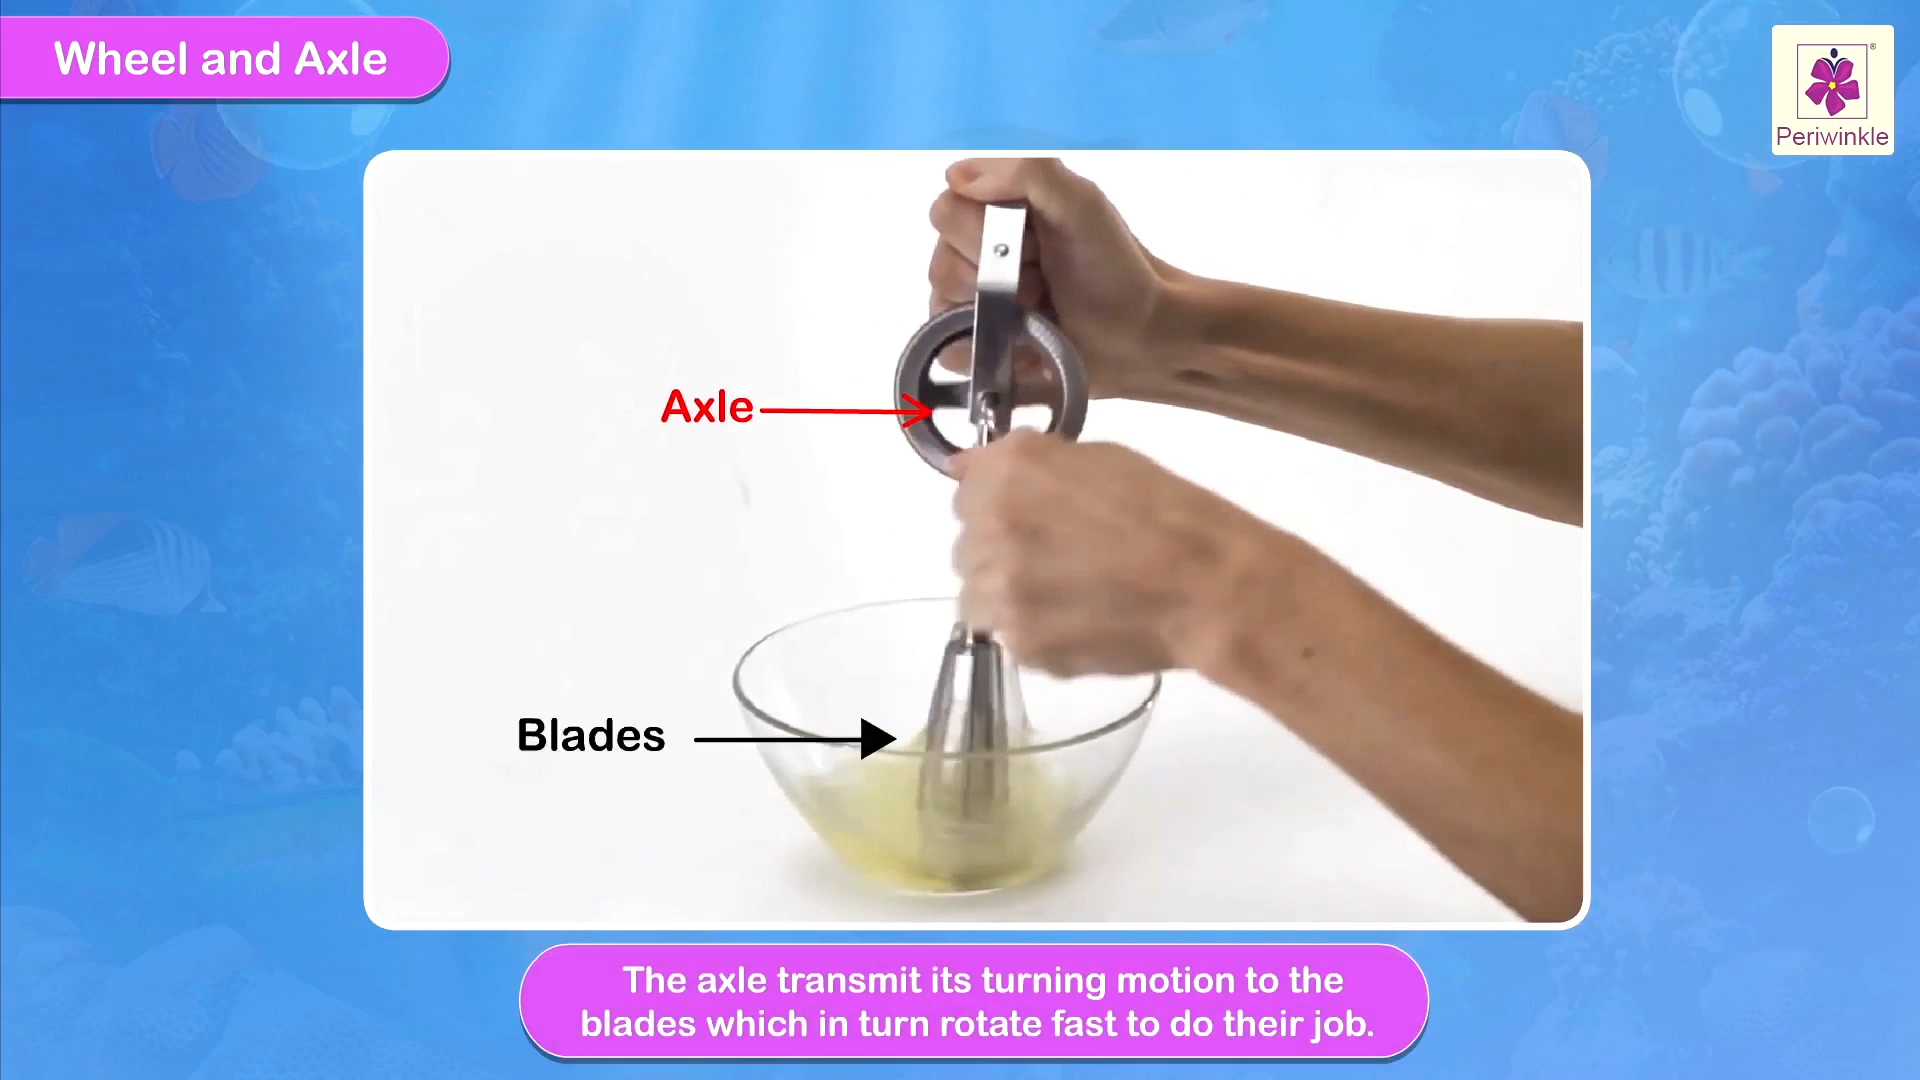 Wheel and Axle
®
Periwinkle
Axle
Blades
The axle transmit its turning motion to the
blades which in turn rotate fast to do their job.